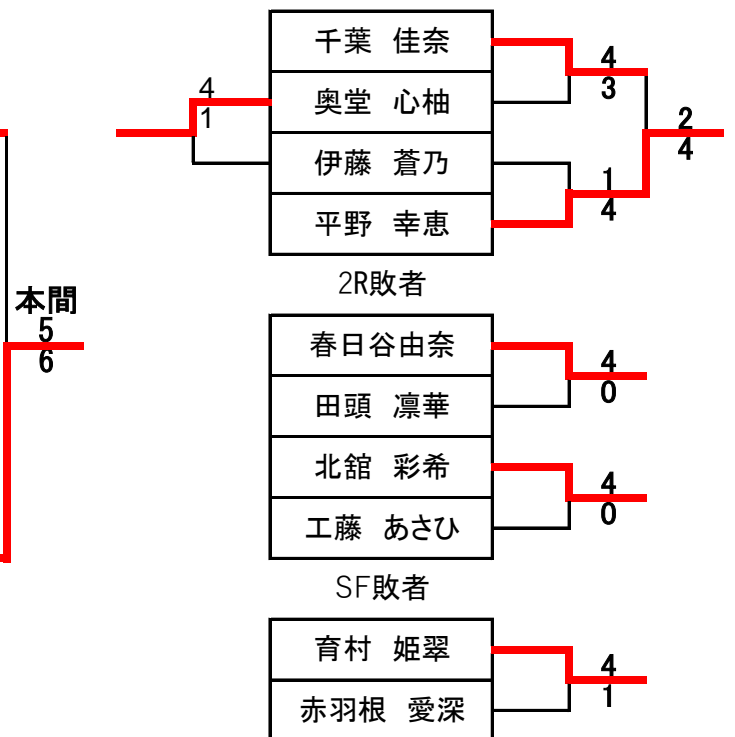 千葉 佳奈
4
3
4
1
奥堂 心柚
2
4
伊藤 蒼乃
1
4
平野 幸恵
2R敗者
本間
5
6
春日谷由奈
4
0
田頭 凛華
北舘 彩希
4
0
工藤 あさひ
SF敗者
育村 姫翠
4
1
赤羽根 愛深